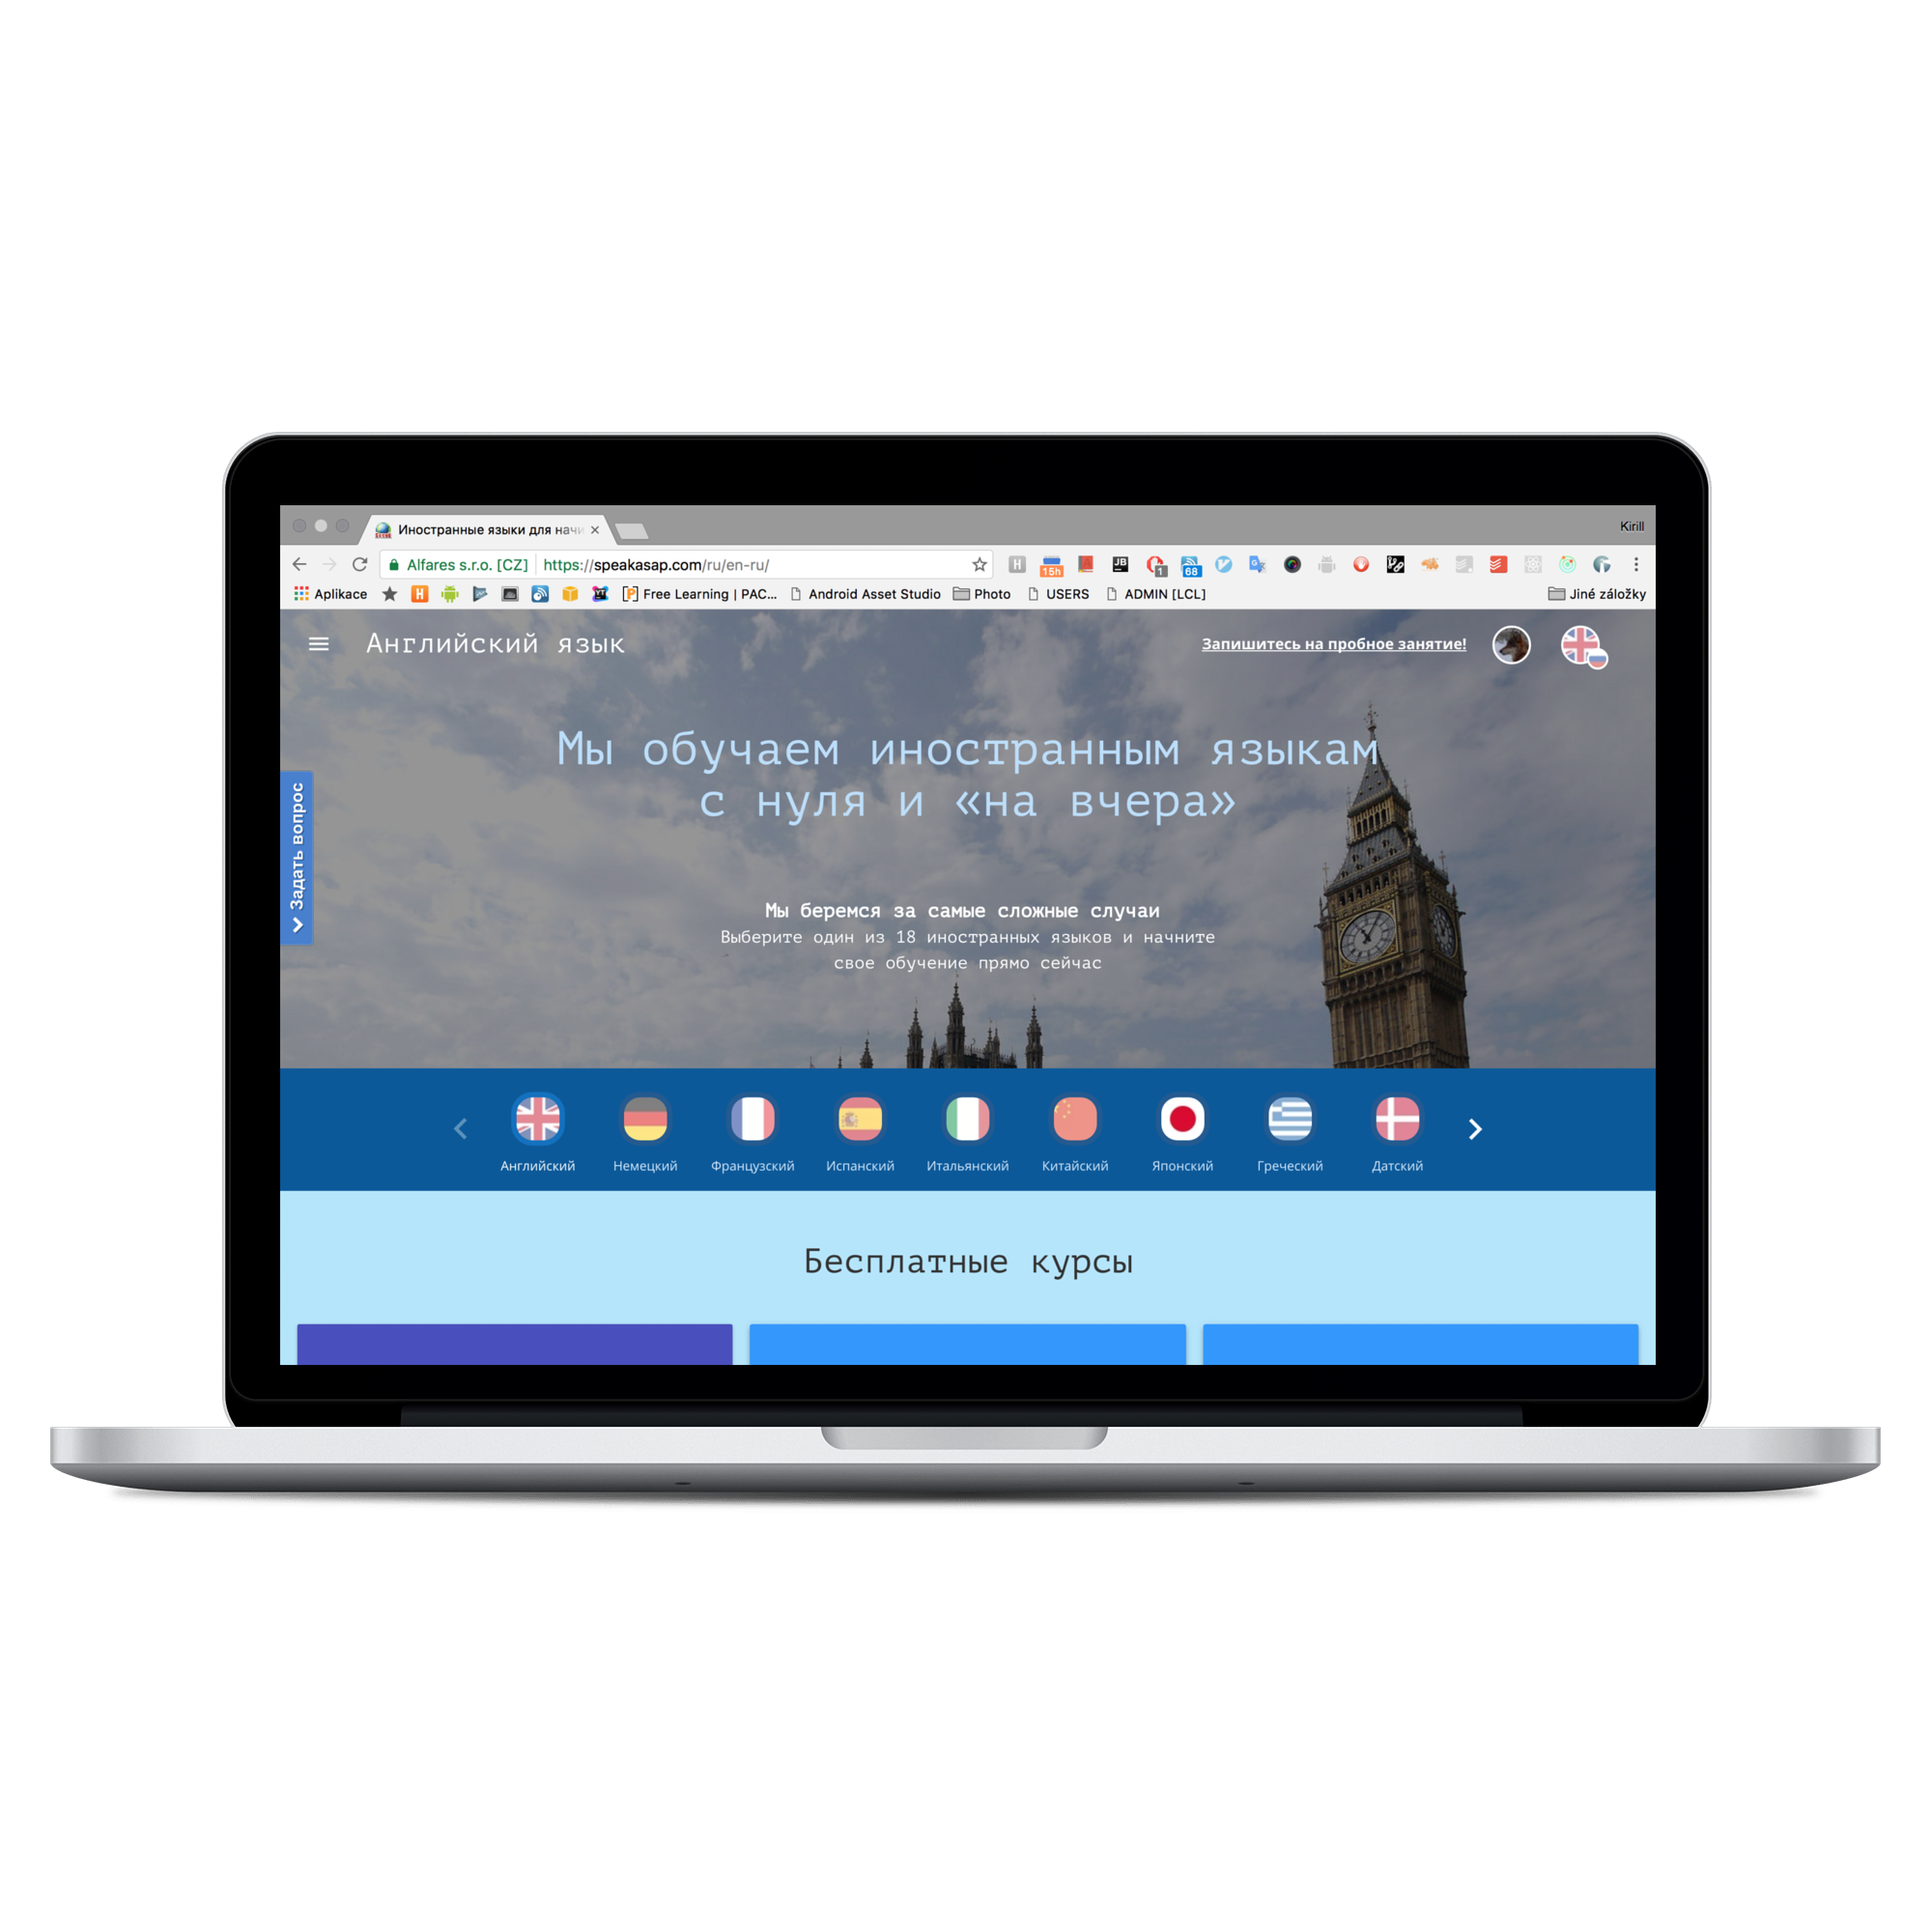 Иностранные языки для начи
Kirill
Alfares s.r.o. [CZ] https://speakasap.com/ru/en-ru/
H 15h JB 1 68
Aplikace H Free Learning | PAC... Android Asset Studio Photo USERS ADMIN [LCL] Jiné záložky
Английский язык
Запишитесь на пробное занятие!
Мы обучаем иностранным языкам
с нуля и «на вчера»
Задать вопрос
Мы беремся за самые сложные случаи
Выберите один из 18 иностранных языков и начните
свое обучение прямо сейчас
Английский Немецкий Французский Испанский Итальянский Китайский Японский Греческий Датский
Бесплатные курсы